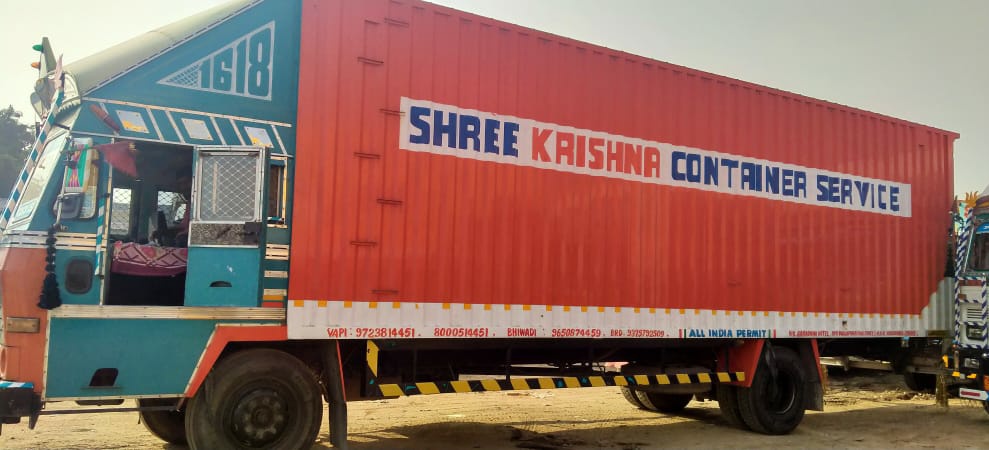 1618
SHREE KRISHNA CONTAINER SERVICE
VAPI : 9723814451. 8000514451. BHIWADI : 9650874459. BRD. 9375792509 ALL INDIA PERMIT